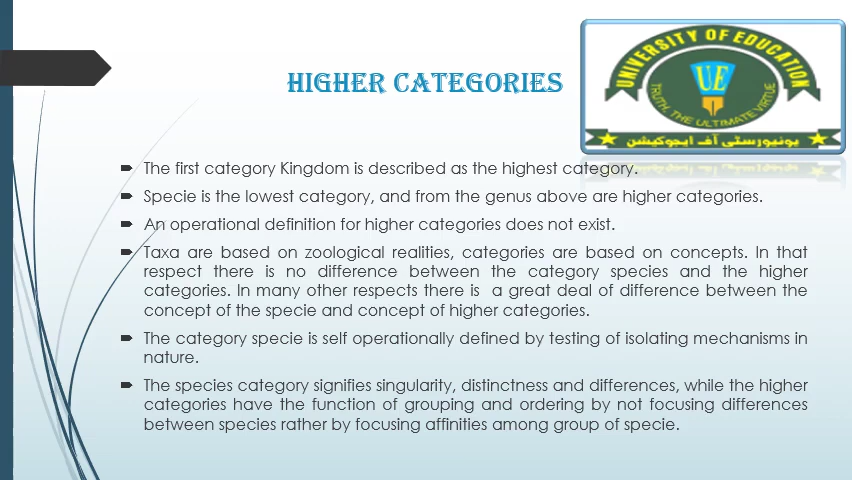 UNIVERSITY OF EDUCATION
UE
TRUTH, THE ULTIMATE VIRTUE
یونیورسٹی آف ایجوکیشن
HIGHER CATEGORIES
The first category Kingdom is described as the highest category.
Specie is the lowest category, and from the genus above are higher categories.
An operational definition for higher categories does not exist.
Taxa are based on zoological realities, categories are based on concepts. In that
respect there is no difference between the category species and the higher
categories. In many other respects there is a great deal of difference between the
concept of the specie and concept of higher categories.
The category specie is self operationally defined by testing of isolating mechanisms in
nature.
The species category signifies singularity, distinctness and differences, while the higher
categories have the function of grouping and ordering by not focusing differences
between species rather by focusing affinities among group of specie.